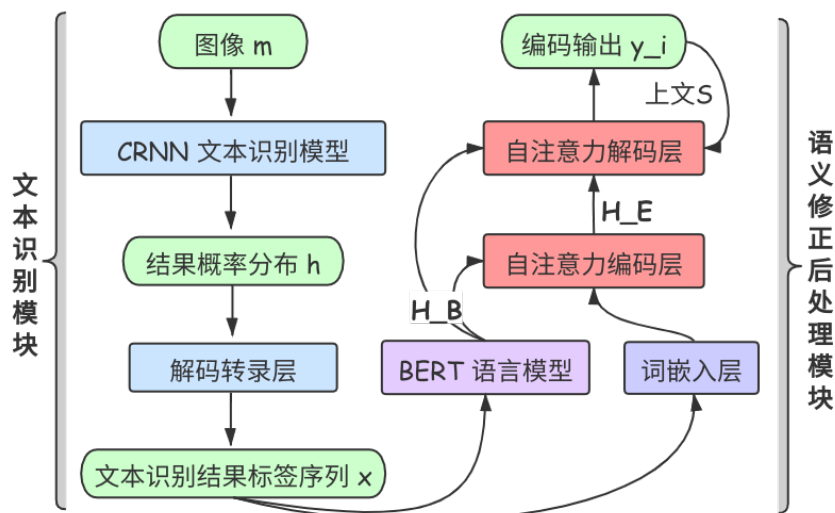 文本识别模块
图像 m
CRNN 文本识别模型
结果概率分布 h
解码转录层
文本识别结果标签序列 x
编码输出 y_i
上文S
自注意力解码层
H_E
自注意力编码层
H_B
BERT 语言模型
词嵌入层
语义修正后处理模块